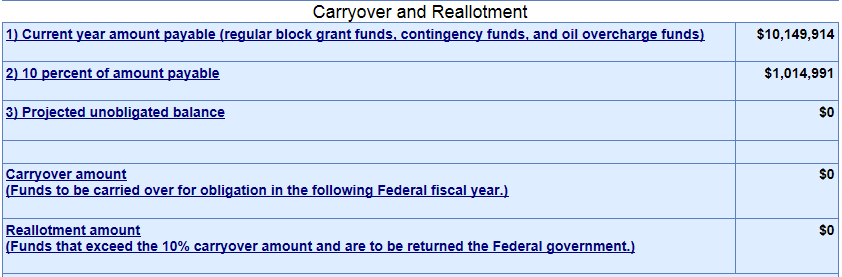 Carryover and Reallotment
1) Current year amount payable (regular block grant funds, contingency funds, and oil overcharge funds) $10,149,914
2) 10 percent of amount payable $1,014,991
3) Projected unobligated balance $0
Carryover amount $0
(Funds to be carried over for obligation in the following Federal fiscal year.)
Reallotment amount $0
(Funds that exceed the 10% carryover amount and are to be returned the Federal government.)